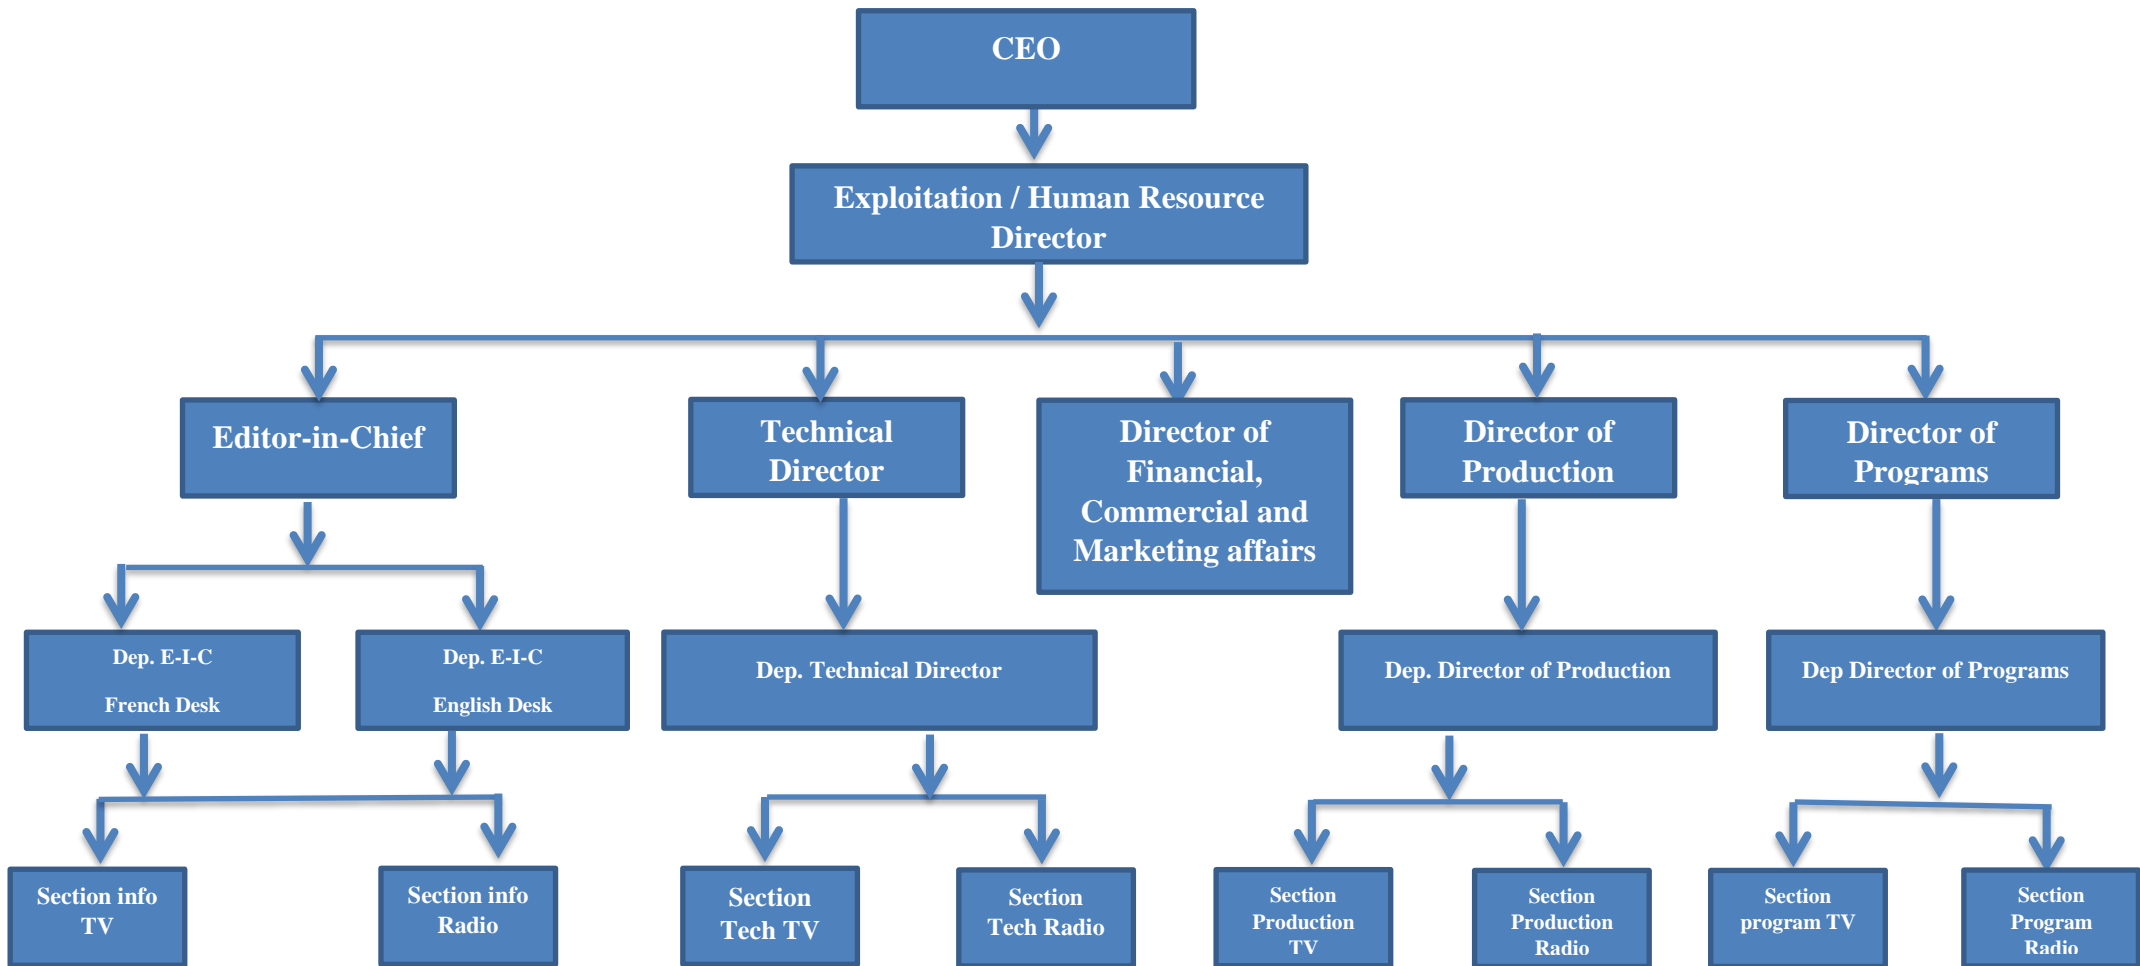 CEO
Exploitation / Human Resource
Director
Editor-in-Chief
Technical
Director
Director of
Financial,
Commercial and
Marketing affairs
Director of
Production
Director of
Programs
Dep. E-I-C
French Desk
Dep. E-I-C
English Desk
Dep. Technical Director
Dep. Director of Production
Dep Director of Programs
Section info
TV
Section info
Radio
Section
Tech TV
Section
Tech Radio
Section
Production
TV
Section
Production
Radio
Section
program TV
Section
Program
Radio